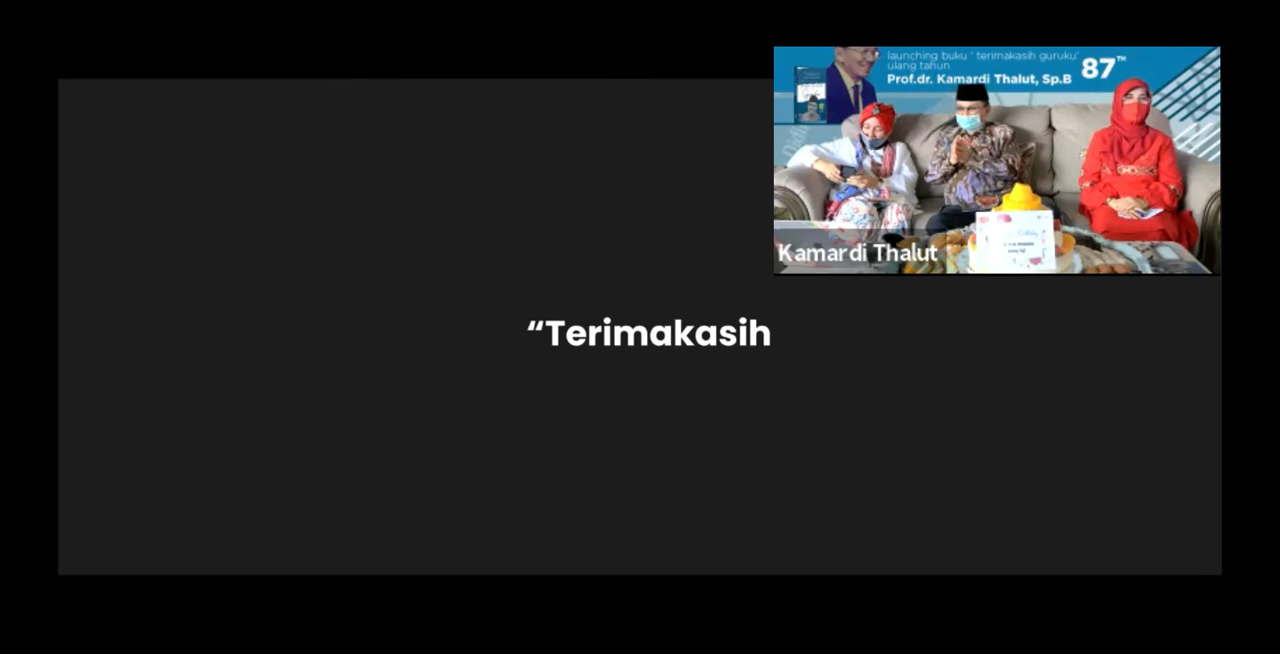 launching buku ' terimakasih guruku'
ulang tahun
Prof.dr. Kamardi Thalut, Sp.B
87TH
Kamardi Thalut
“Terimakasih